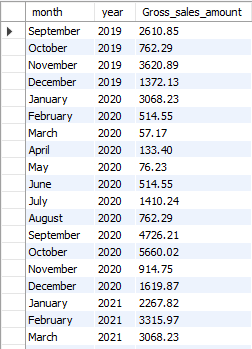 month year Gross_sales_amount
September 2019 2610.85
October 2019 762.29
November 2019 3620.89
December 2019 1372.13
January 2020 3068.23
February 2020 514.55
March 2020 57.17
April 2020 133.40
May 2020 76.23
June 2020 514.55
July 2020 1410.24
August 2020 762.29
September 2020 4726.21
October 2020 5660.02
November 2020 914.75
December 2020 1619.87
January 2021 2267.82
February 2021 3315.97
March 2021 3068.23